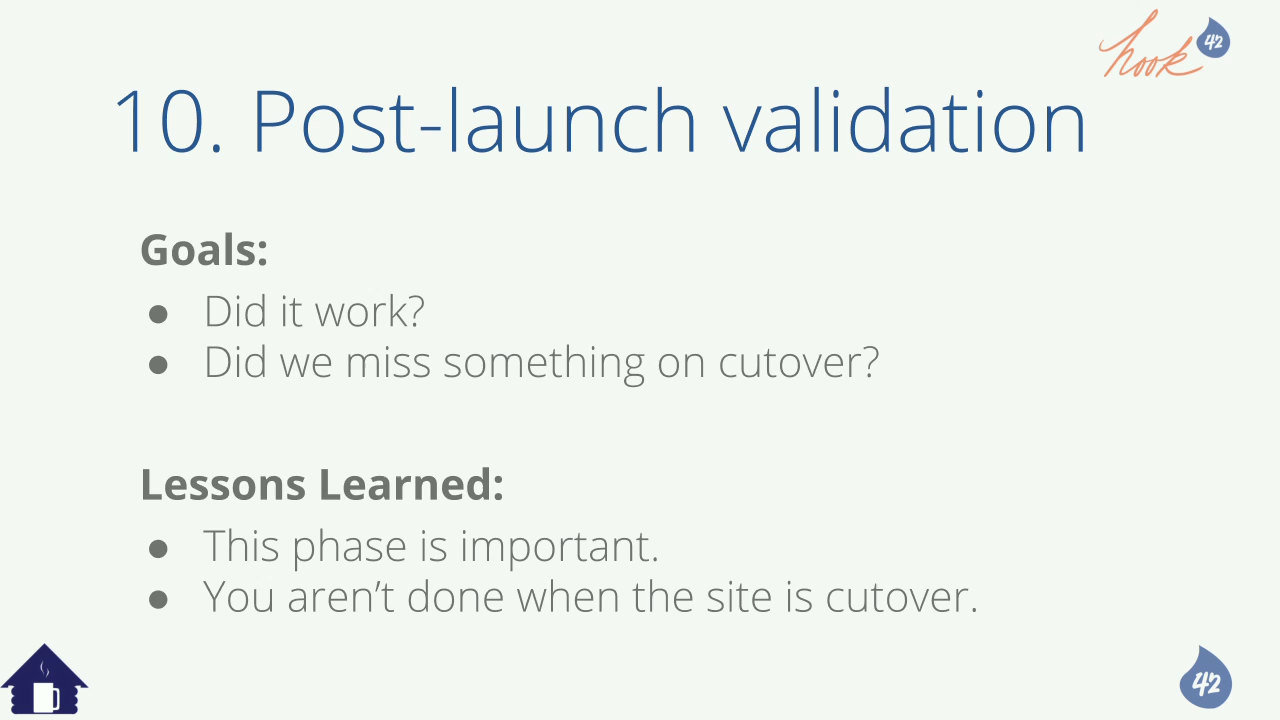 hook 42
10. Post-launch validation
Goals:
● Did it work?
● Did we miss something on cutover?
Lessons Learned:
● This phase is important.
● You aren’t done when the site is cutover.
42